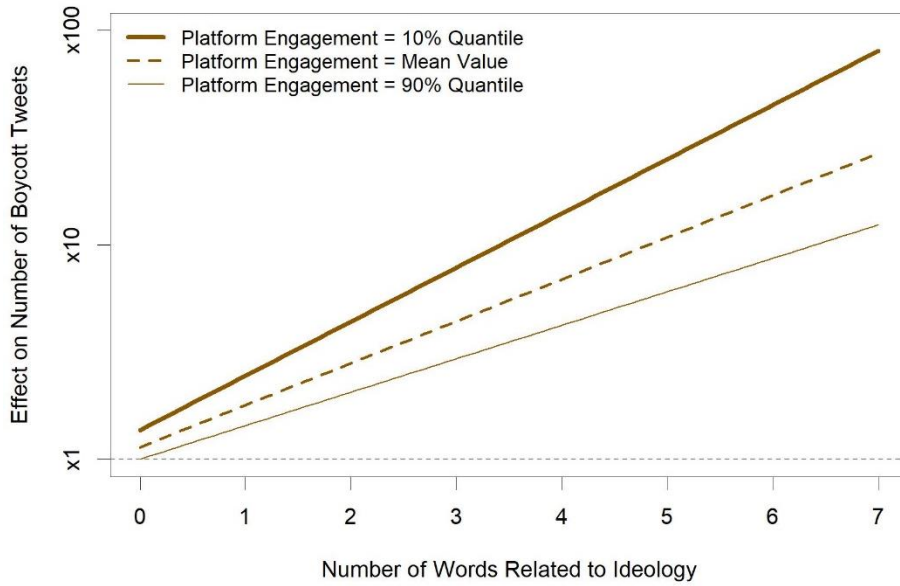 x100
Platform Engagement = 10% Quantile
Platform Engagement = Mean Value
Platform Engagement = 90% Quantile
Effect on Number of Boycott Tweets
x10
x1
0 1 2 3 4 5 6 7
Number of Words Related to Ideology